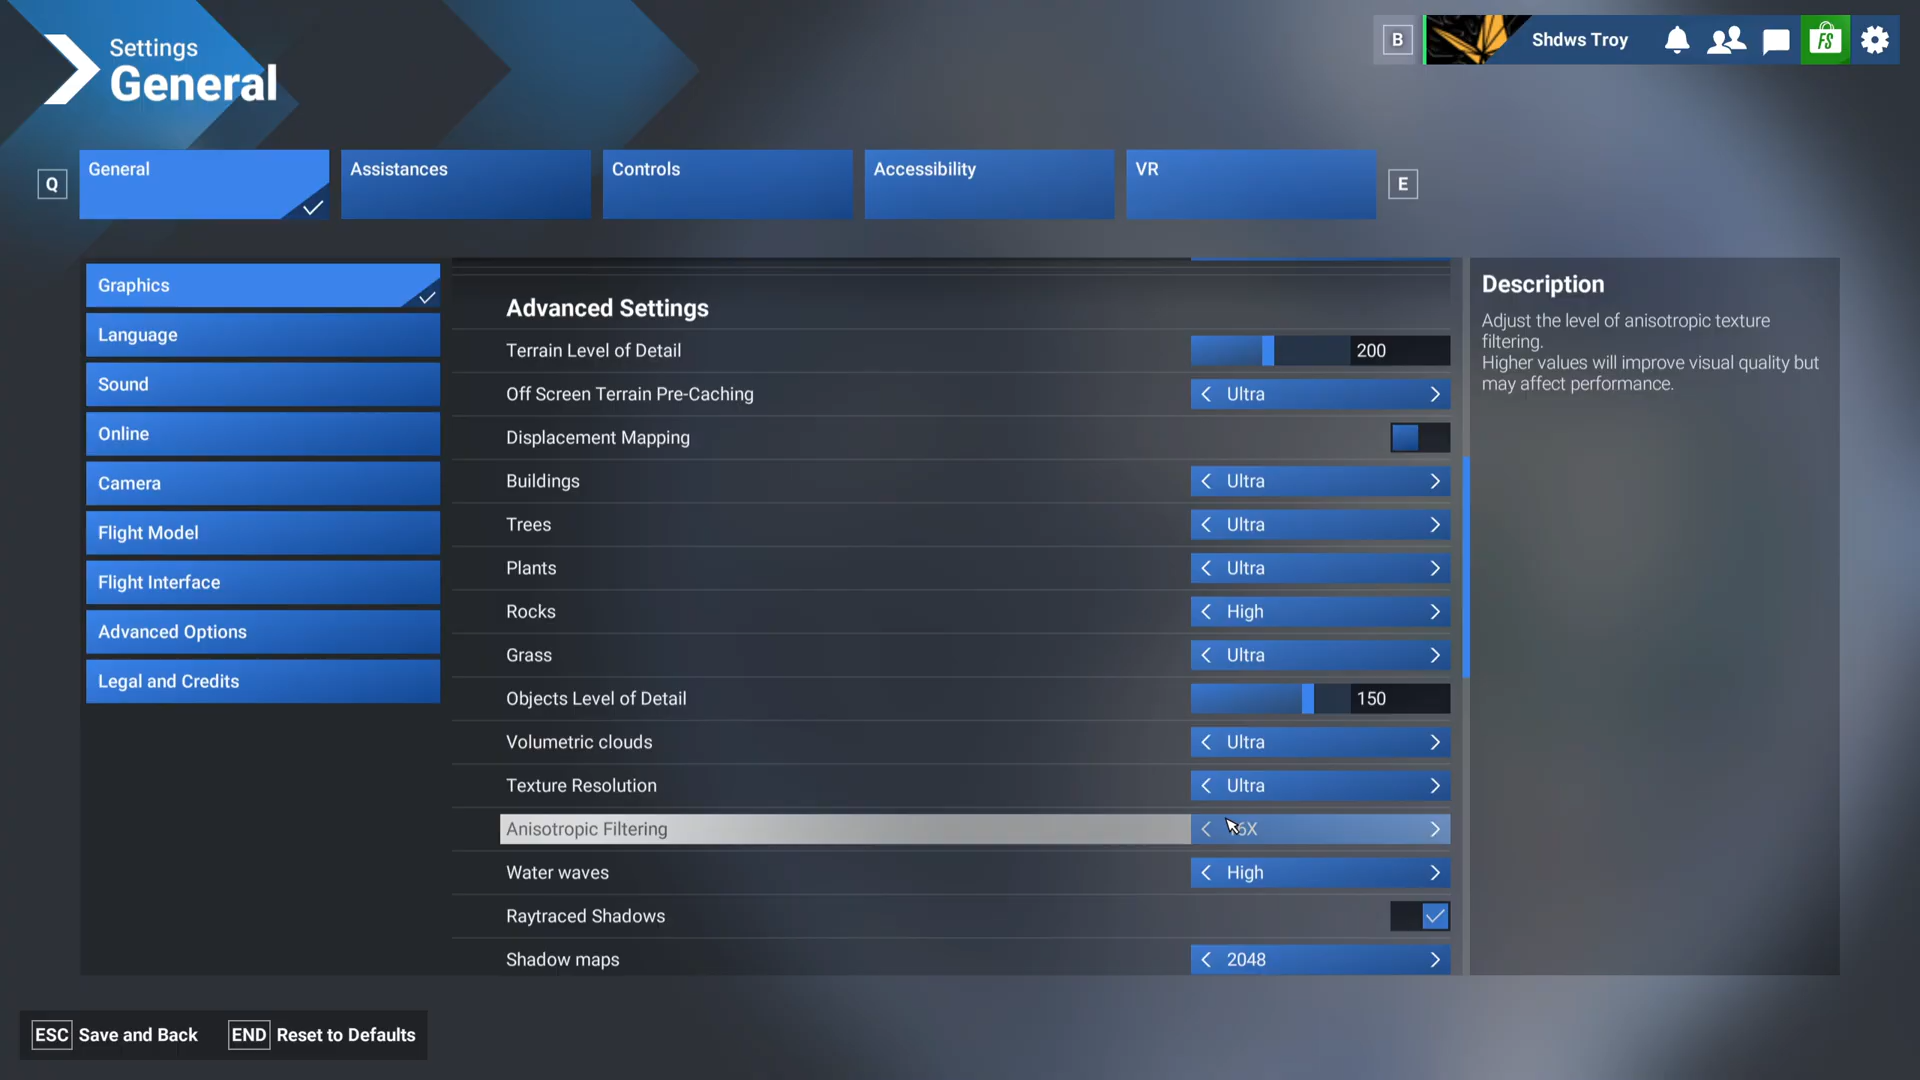 Settings
General
B
Shdws Troy
FS
Q
General
Assistances
Controls
Accessibility
VR
E
Graphics
Language
Sound
Online
Camera
Flight Model
Flight Interface
Advanced Options
Legal and Credits
Advanced Settings
Terrain Level of Detail 200
Off Screen Terrain Pre-Caching Ultra
Displacement Mapping
Buildings Ultra
Trees Ultra
Plants Ultra
Rocks High
Grass Ultra
Objects Level of Detail 150
Volumetric clouds Ultra
Texture Resolution Ultra
Anisotropic Filtering
Water waves High
Raytraced Shadows
Shadow maps 2048
Description
Adjust the level of anisotropic texture
filtering.
Higher values will improve visual quality but
may affect performance.
ESC Save and Back
END Reset to Defaults